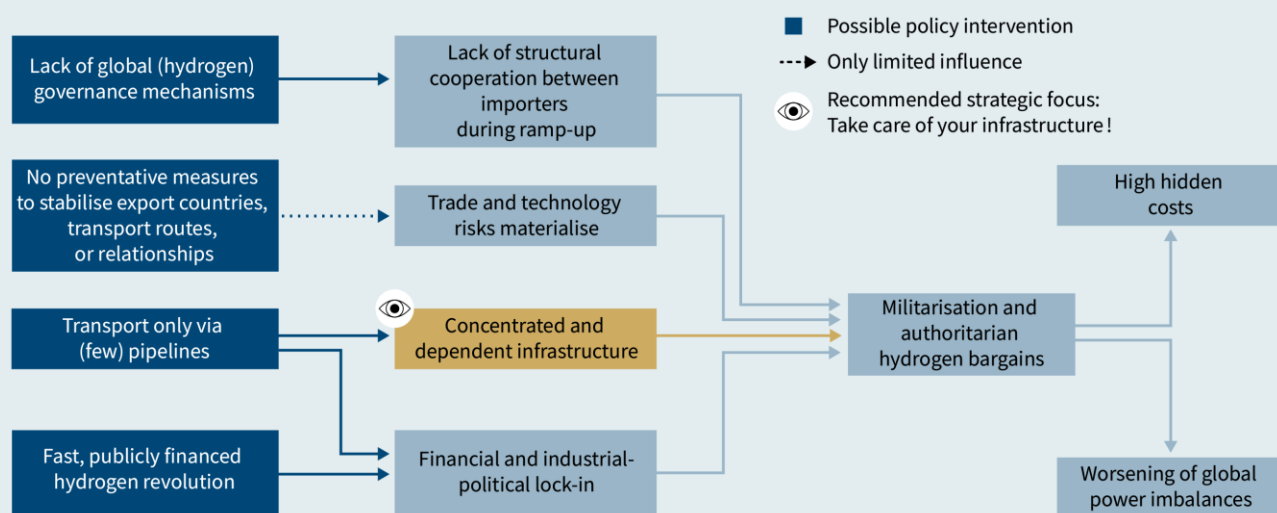 Possible policy intervention
Only limited influence
Recommended strategic focus:
Take care of your infrastructure!
Lack of global (hydrogen)
governance mechanisms
Lack of structural
cooperation between
importers
during ramp-up
No preventative measures
to stabilise export countries,
transport routes,
or relationships
Trade and technology
risks materialise
High hidden
costs
Transport only via
(few) pipelines
Concentrated and
dependent infrastructure
Militarisation and
authoritarian
hydrogen bargains
Fast, publicly financed
hydrogen revolution
Financial and industrial-
political lock-in
Worsening of global
power imbalances